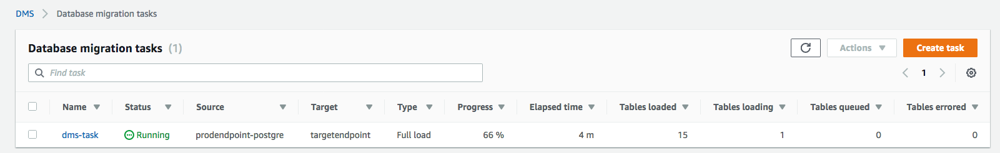 DMS Database migration tasks
Database migration tasks (1)
Actions
Create task
Find task
1
Name Status Source Target Type Progress Elapsed time Tables loaded Tables loading Tables queued Tables errored
dms-task Running prodendpoint-postgre targetendpoint Full load 66 % 4 m 15 1 0 0